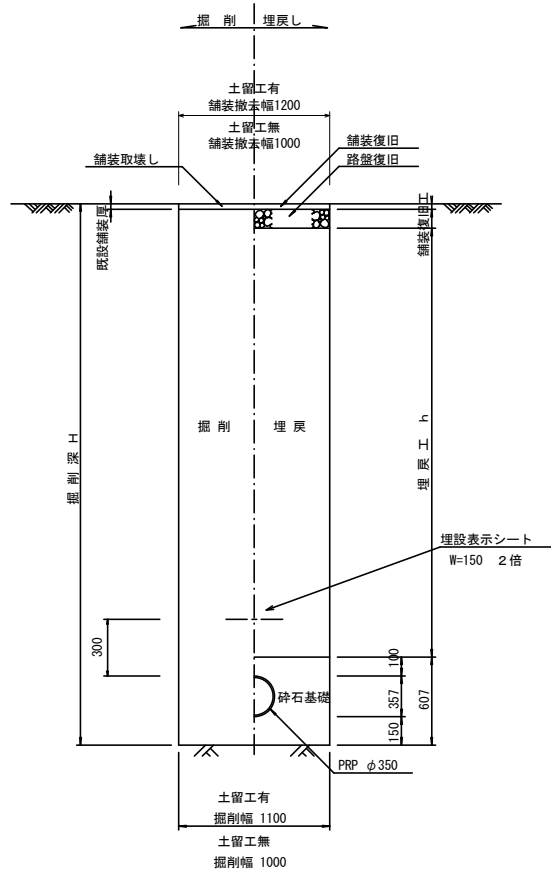 掘 削 埋戻し
土留工有
舗装撤去幅1200
土留工無
舗装撤去幅1000
舗装復旧
舗装取壊し
路盤復旧
既設舗装厚
舗装復旧工
掘削深 H
掘 削 埋 戻
埋戻工 h
埋設表示シート
W=150 2倍
300
100
砕石基礎
357
607
150
PRP φ350
土留工有
掘削幅 1100
土留工無
掘削幅 1000